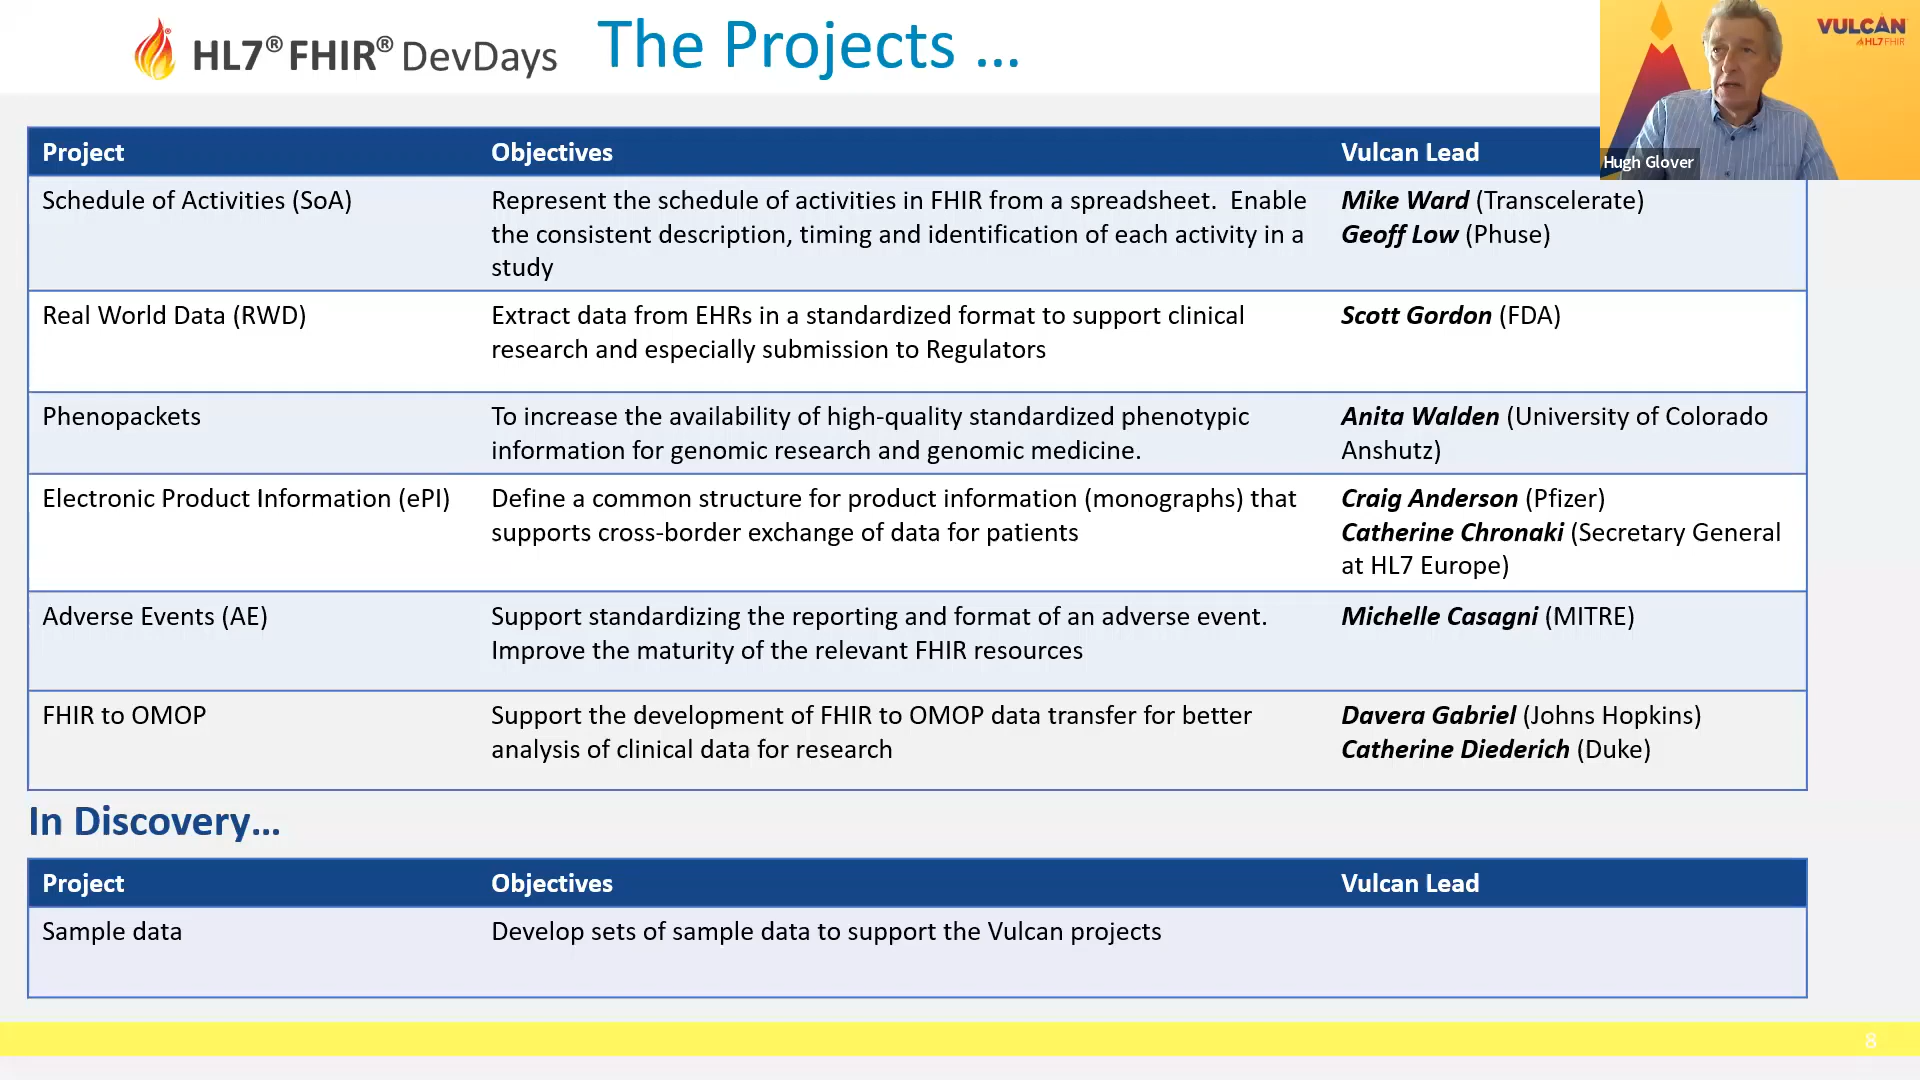 HL7® FHIR® DevDays
The Projects ...
VULCAN
HL7 FHIR
Hugh Glover
Project Objectives Vulcan Lead
Schedule of Activities (SoA)
Represent the schedule of activities in FHIR from a spreadsheet. Enable
the consistent description, timing and identification of each activity in a
study
Mike Ward (Transcelerate)
Geoff Low (Phuse)
Real World Data (RWD)
Extract data from EHRs in a standardized format to support clinical
research and especially submission to Regulators
Scott Gordon (FDA)
Phenopackets
To increase the availability of high-quality standardized phenotypic
information for genomic research and genomic medicine.
Anita Walden (University of Colorado
Anshutz)
Electronic Product Information (ePI)
Define a common structure for product information (monographs) that
supports cross-border exchange of data for patients
Craig Anderson (Pfizer)
Catherine Chronaki (Secretary General
at HL7 Europe)
Adverse Events (AE)
Support standardizing the reporting and format of an adverse event.
Improve the maturity of the relevant FHIR resources
Michelle Casagni (MITRE)
FHIR to OMOP
Support the development of FHIR to OMOP data transfer for better
analysis of clinical data for research
Davera Gabriel (Johns Hopkins)
Catherine Diederich (Duke)
In Discovery...
Project Objectives Vulcan Lead
Sample data
Develop sets of sample data to support the Vulcan projects
8